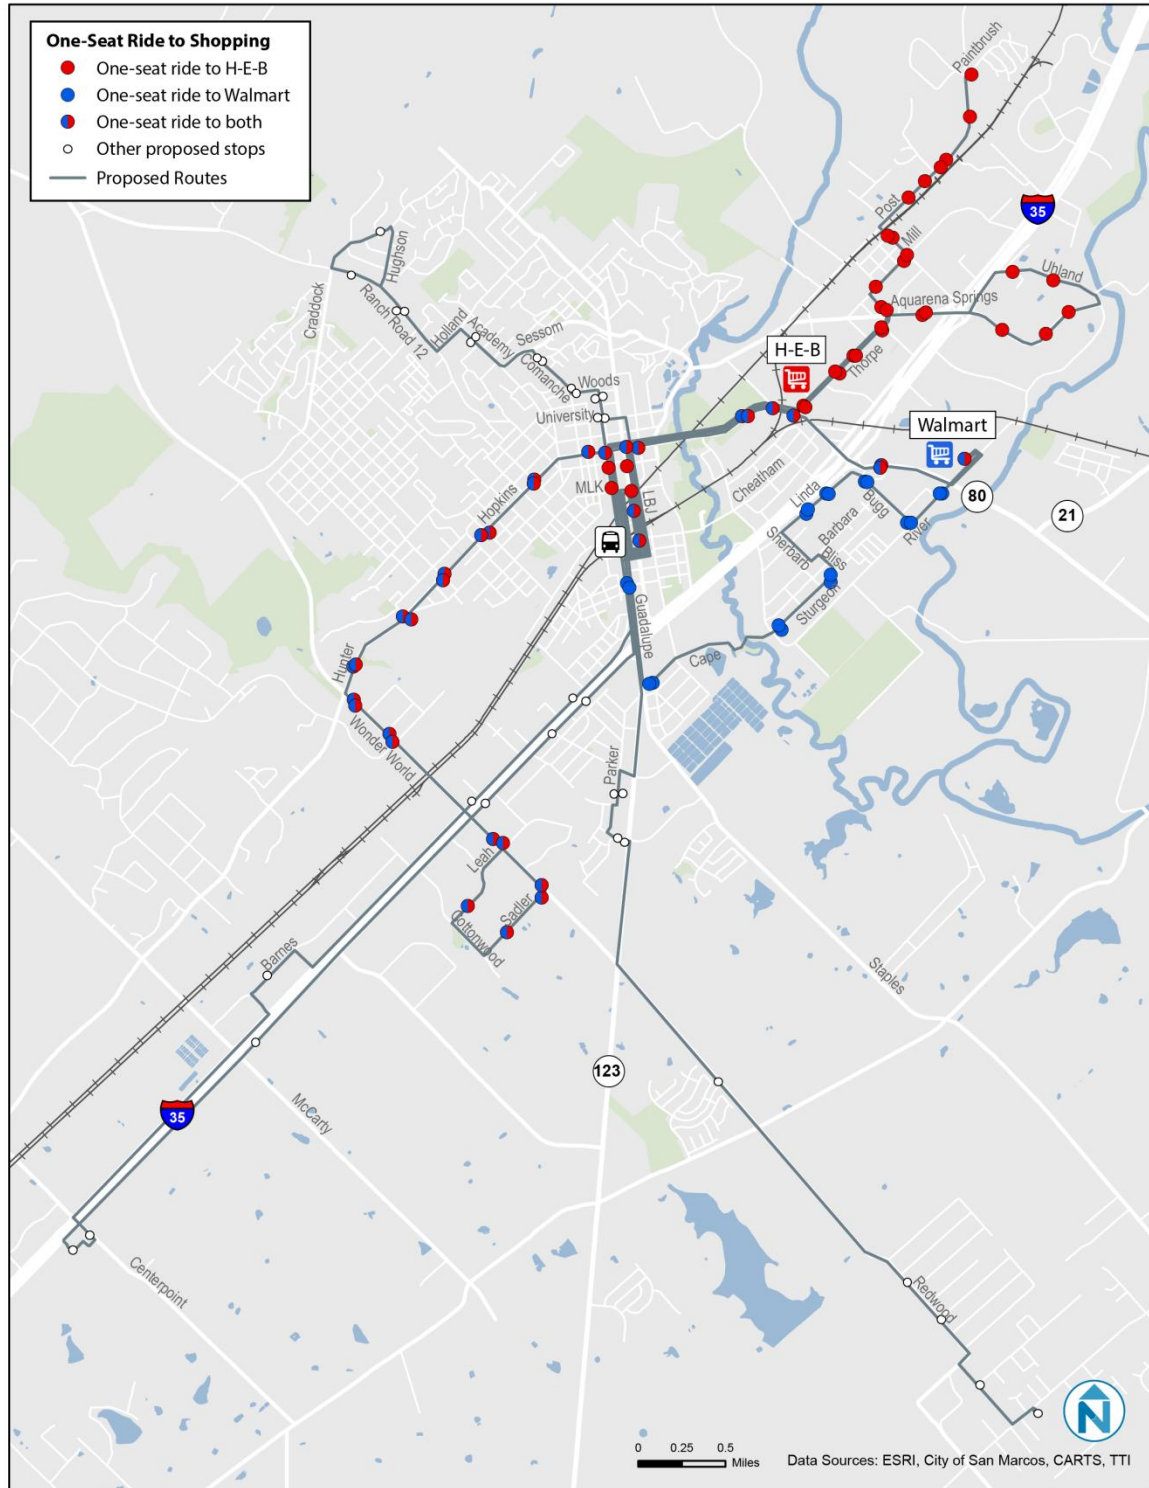 One-Seat Ride to Shopping
One-seat ride to H-E-B
One-seat ride to Walmart
One-seat ride to both
Other proposed stops
Proposed Routes
Paintbrush
Post
35
Mill
Uhland
Aquarena Springs
Hughson
Craddock
Ranch Road 12
Holland
Academy
Sessom
Comanche
Woods
University
H-E-B
Thorpe
Walmart
Hopkins
MLK
LBJ
Cheatham
Linda
Bugg
Barbara
River
80
21
Sherbarb
Bliss
Sturgeon
Guadalupe
Cape
Hunter
Wonder World
Parker
Leah
Sadler
Cottonwood
Barnes
Staples
123
McCarty
35
Centerpoint
Redwood
N
0 0.25 0.5
Miles
Data Sources: ESRI, City of San Marcos, CARTS, TTI